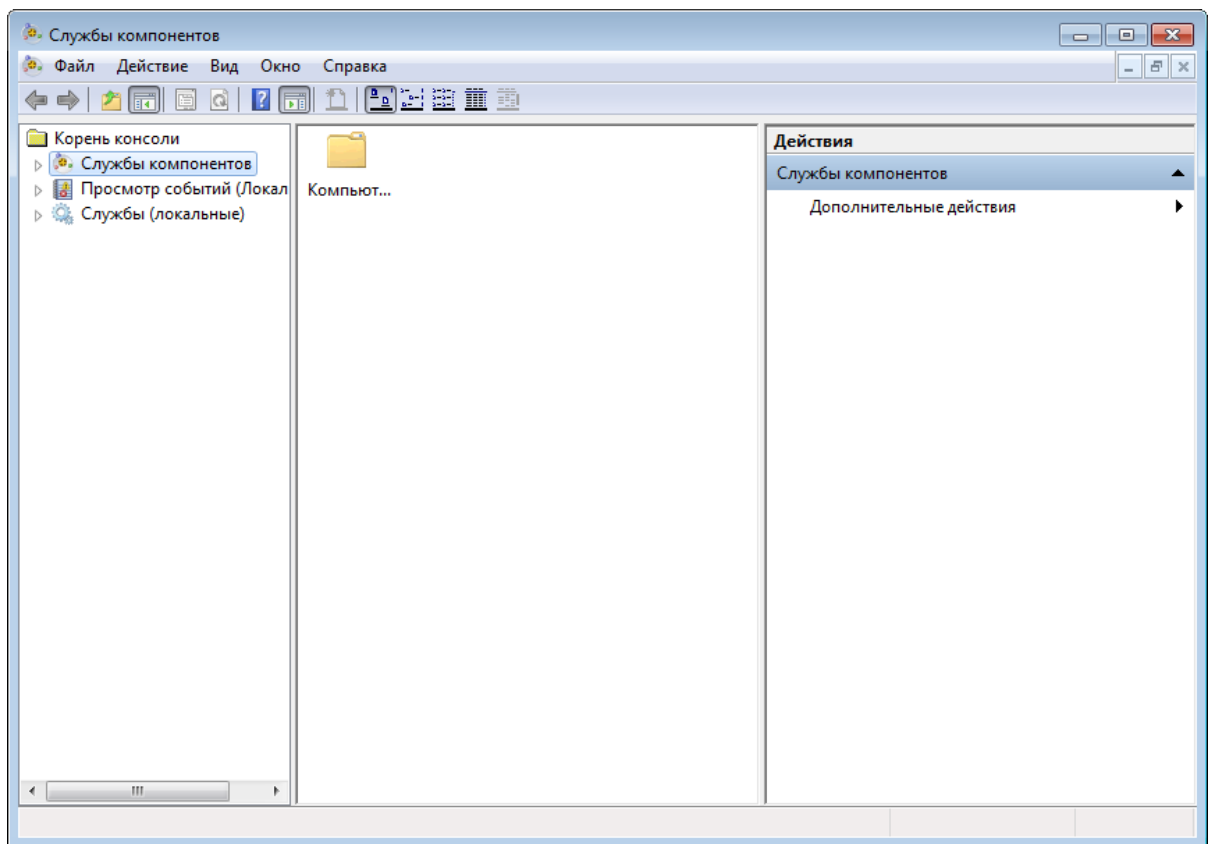 Службы компонентов
Файл Действие Вид Окно Справка
Корень консоли
Службы компонентов
Просмотр событий (Локал
Службы (локальные)
Компьют...
Действия
Службы компонентов
Дополнительные действия